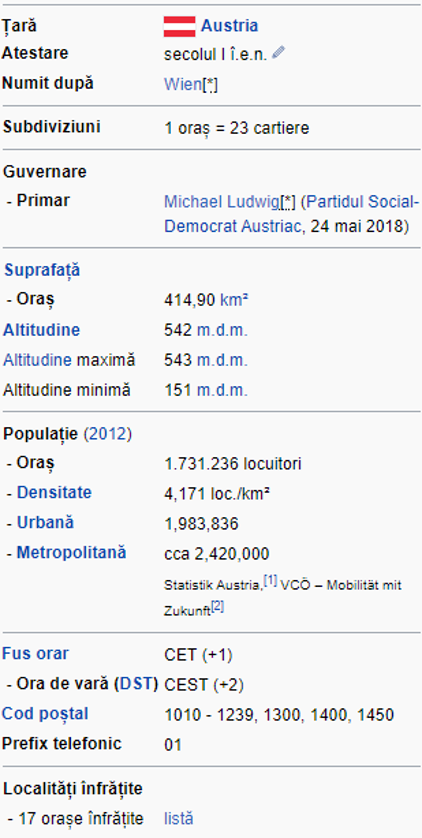 Țară Austria
Atestare secolul I î.e.n.
Numit după Wien[*]
Subdiviziuni 1 oraș = 23 cartiere
Guvernare
- Primar Michael Ludwig[*] (Partidul Social-
Democrat Austriac, 24 mai 2018)
Suprafață
- Oraș 414,90 km²
Altitudine 542 m.d.m.
Altitudine maximă 543 m.d.m.
Altitudine minimă 151 m.d.m.
Populație (2012)
- Oraș 1.731.236 locuitori
- Densitate 4,171 loc./km²
- Urbană 1,983,836
- Metropolitană cca 2,420,000
Statistik Austria,[1] VCÖ – Mobilität mit
Zukunft[2]
Fus orar CET (+1)
- Ora de vară (DST) CEST (+2)
Cod poștal 1010 - 1239, 1300, 1400, 1450
Prefix telefonic 01
Localități înfrățite
- 17 orașe înfrățite listă